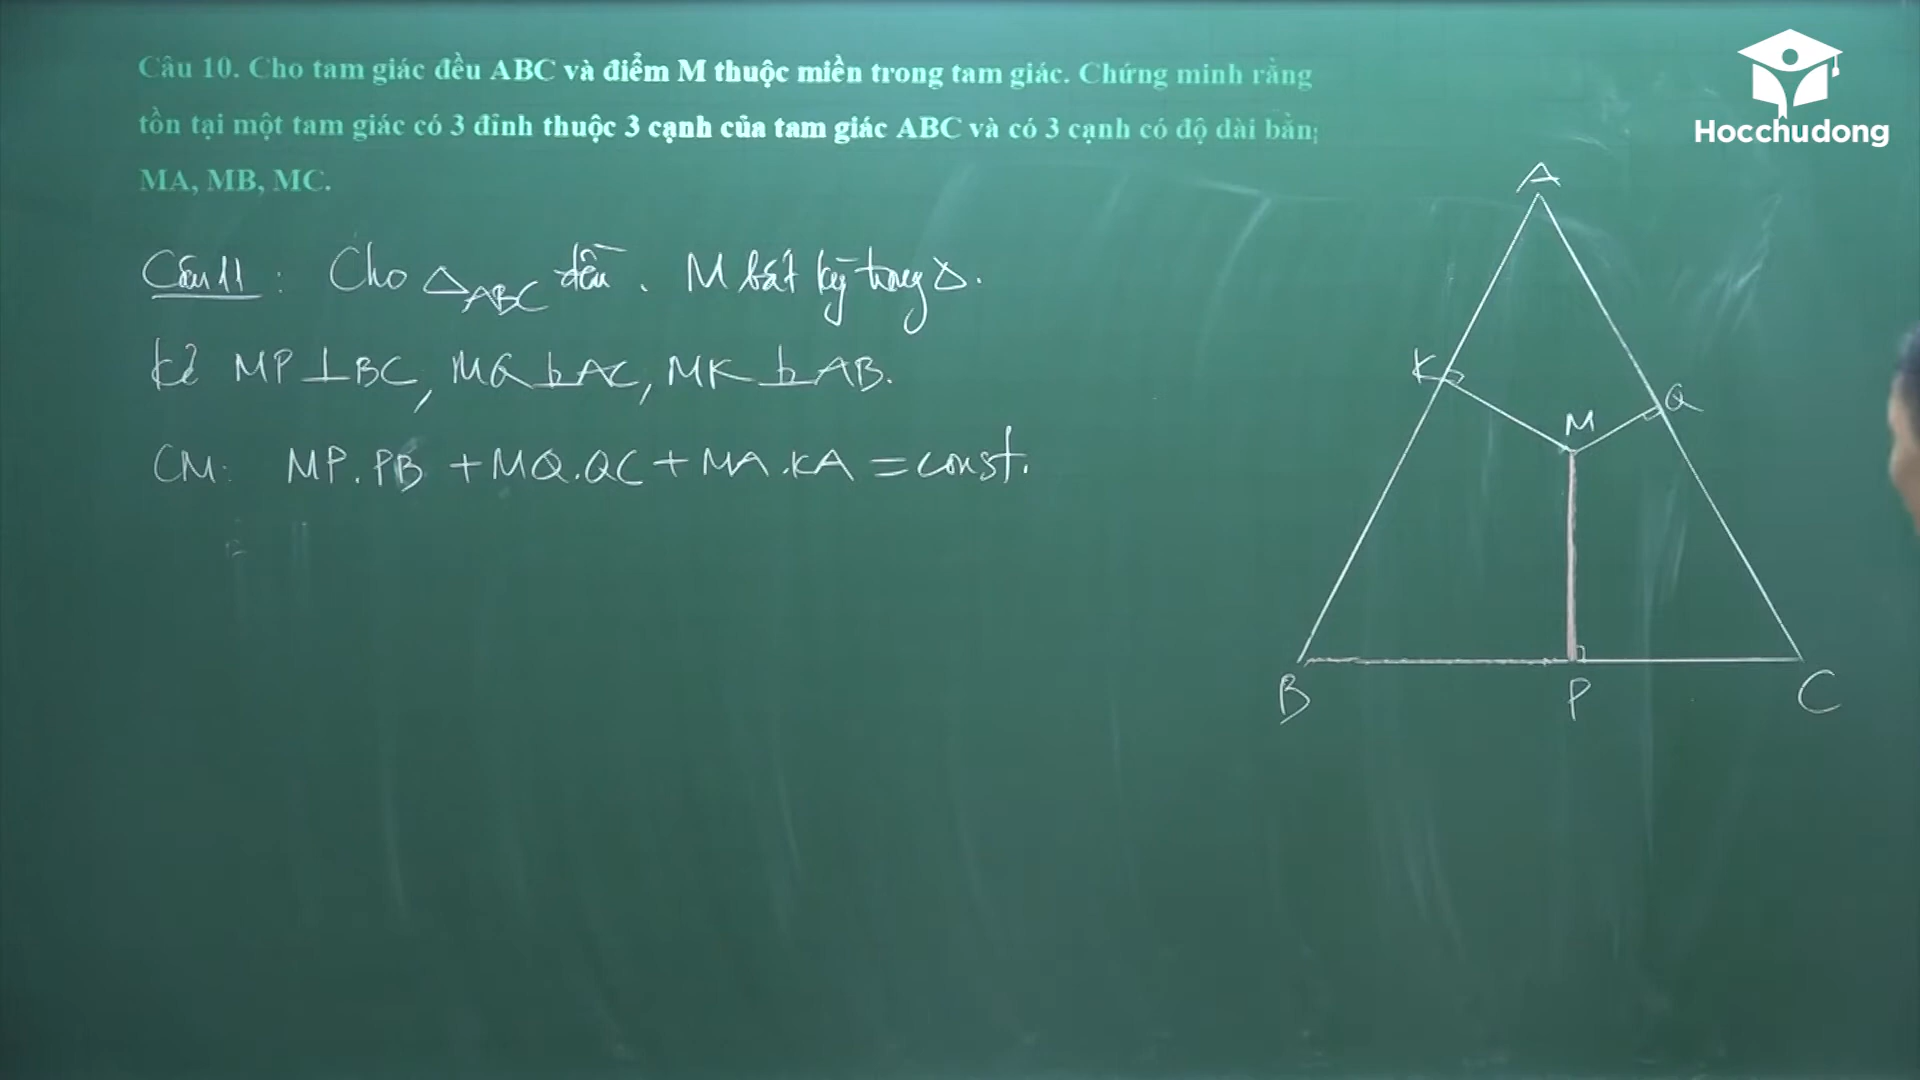 Câu 10. Cho tam giác đều ABC và điểm M thuộc miền trong tam giác. Chứng minh rằng
tồn tại một tam giác có 3 đỉnh thuộc 3 cạnh của tam giác ABC và có 3 cạnh có độ dài bằng
MA, MB, MC.
Hocchudong
Câu 11 : Cho △ABC đều . M bất kỳ trong △.
kẻ MP ⊥ BC, MQ ⊥ AC, MK ⊥ AB.
CM: MP.PB + MQ.QC + MA.KA = const.
A
K
M
Q
B
P
C